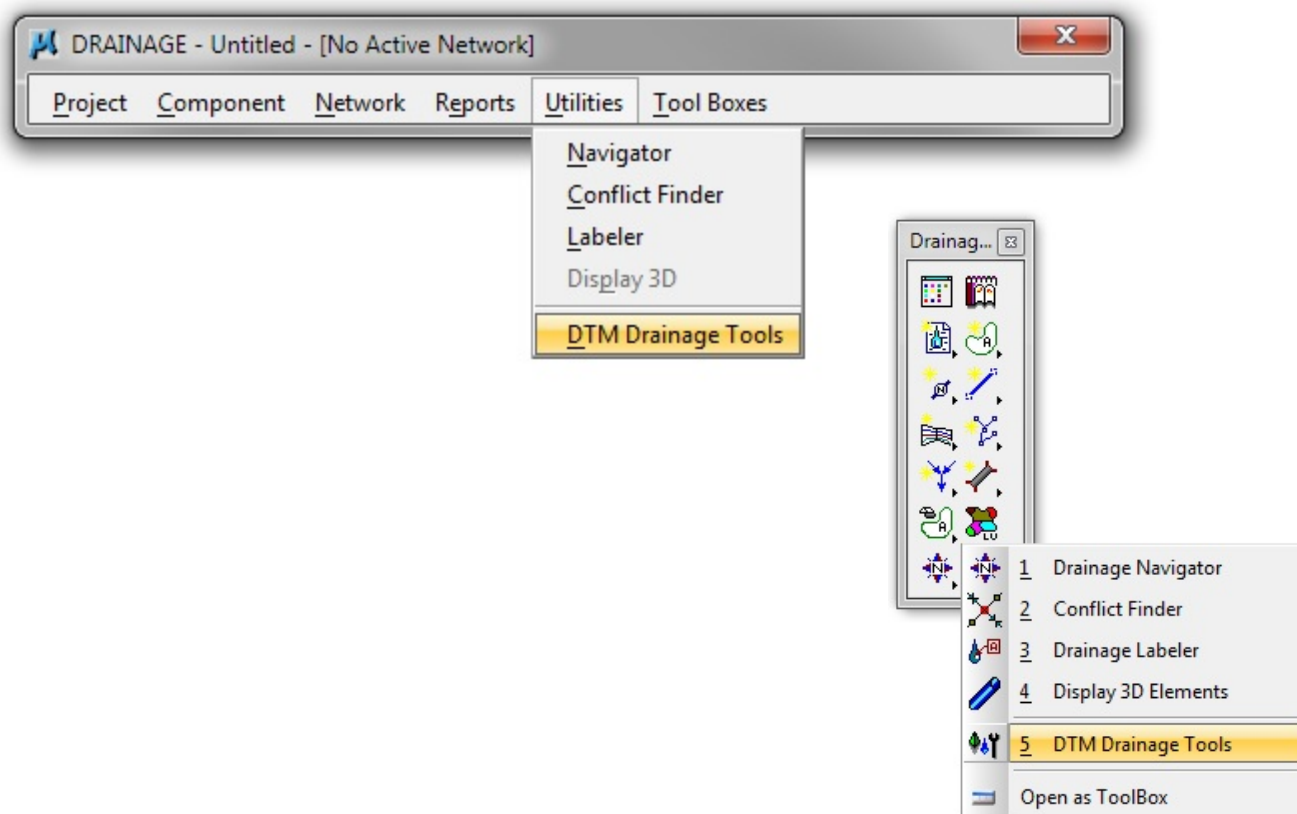 DRAINAGE - Untitled - [No Active Network]
Project Component Network Reports Utilities Tool Boxes
Navigator
Conflict Finder
Labeler
Display 3D
DTM Drainage Tools
Drainag...
1 Drainage Navigator
2 Conflict Finder
3 Drainage Labeler
4 Display 3D Elements
5 DTM Drainage Tools
Open as ToolBox